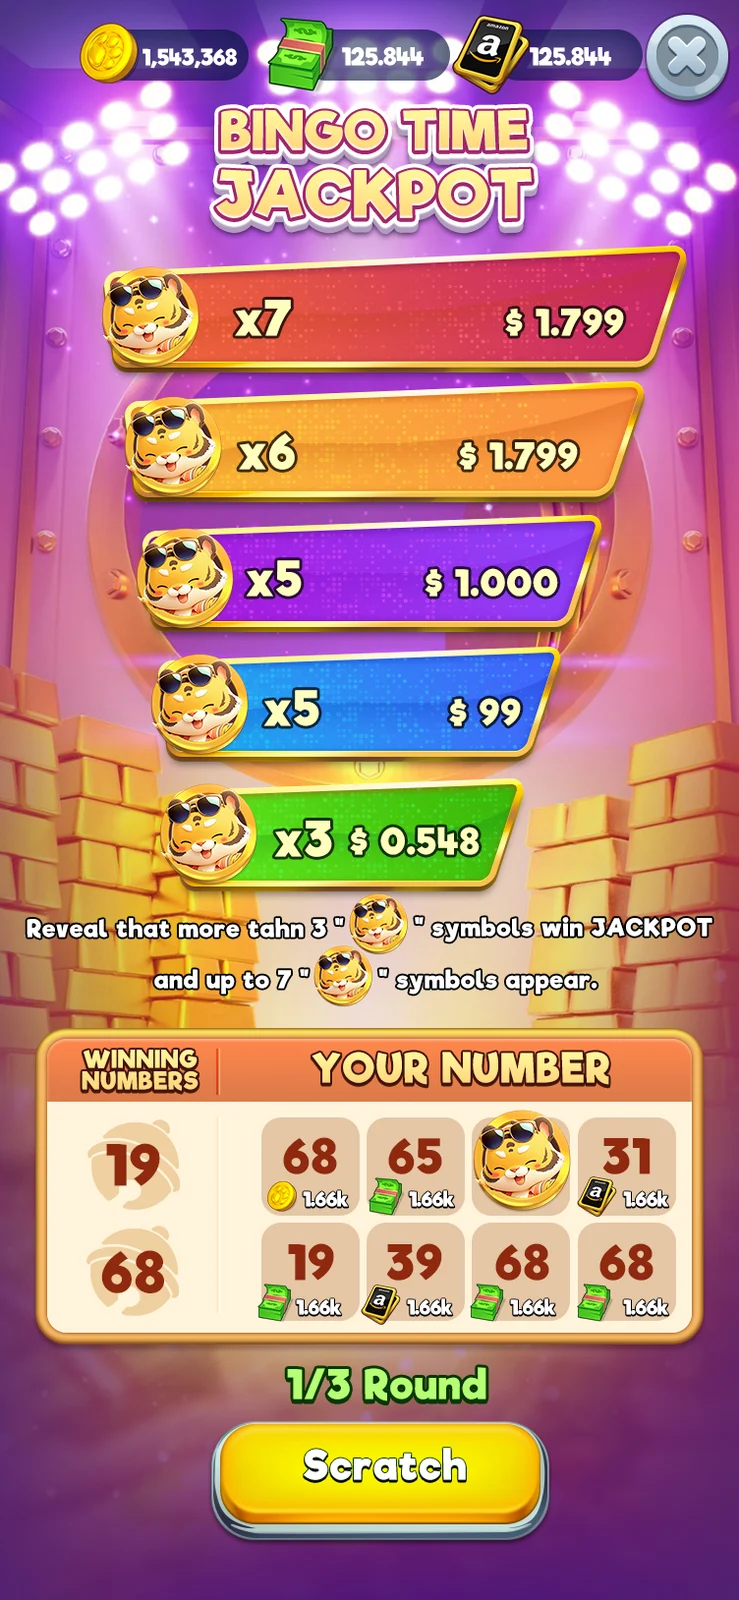 1,543,368
125.844
amazon
a
125.844
BINGO TIME
JACKPOT
x7 $ 1.799
x6 $ 1.799
x5 $ 1.000
x5 $ 99
x3 $ 0.548
Reveal that more tahn 3 " " symbols win JACKPOT
and up to 7 " " symbols appear.
WINNING
NUMBERS
YOUR NUMBER
19
68
68 65 31
1.66k 1.66k a 1.66k
19 39 68 68
1.66k a 1.66k 1.66k 1.66k
1/3 Round
Scratch